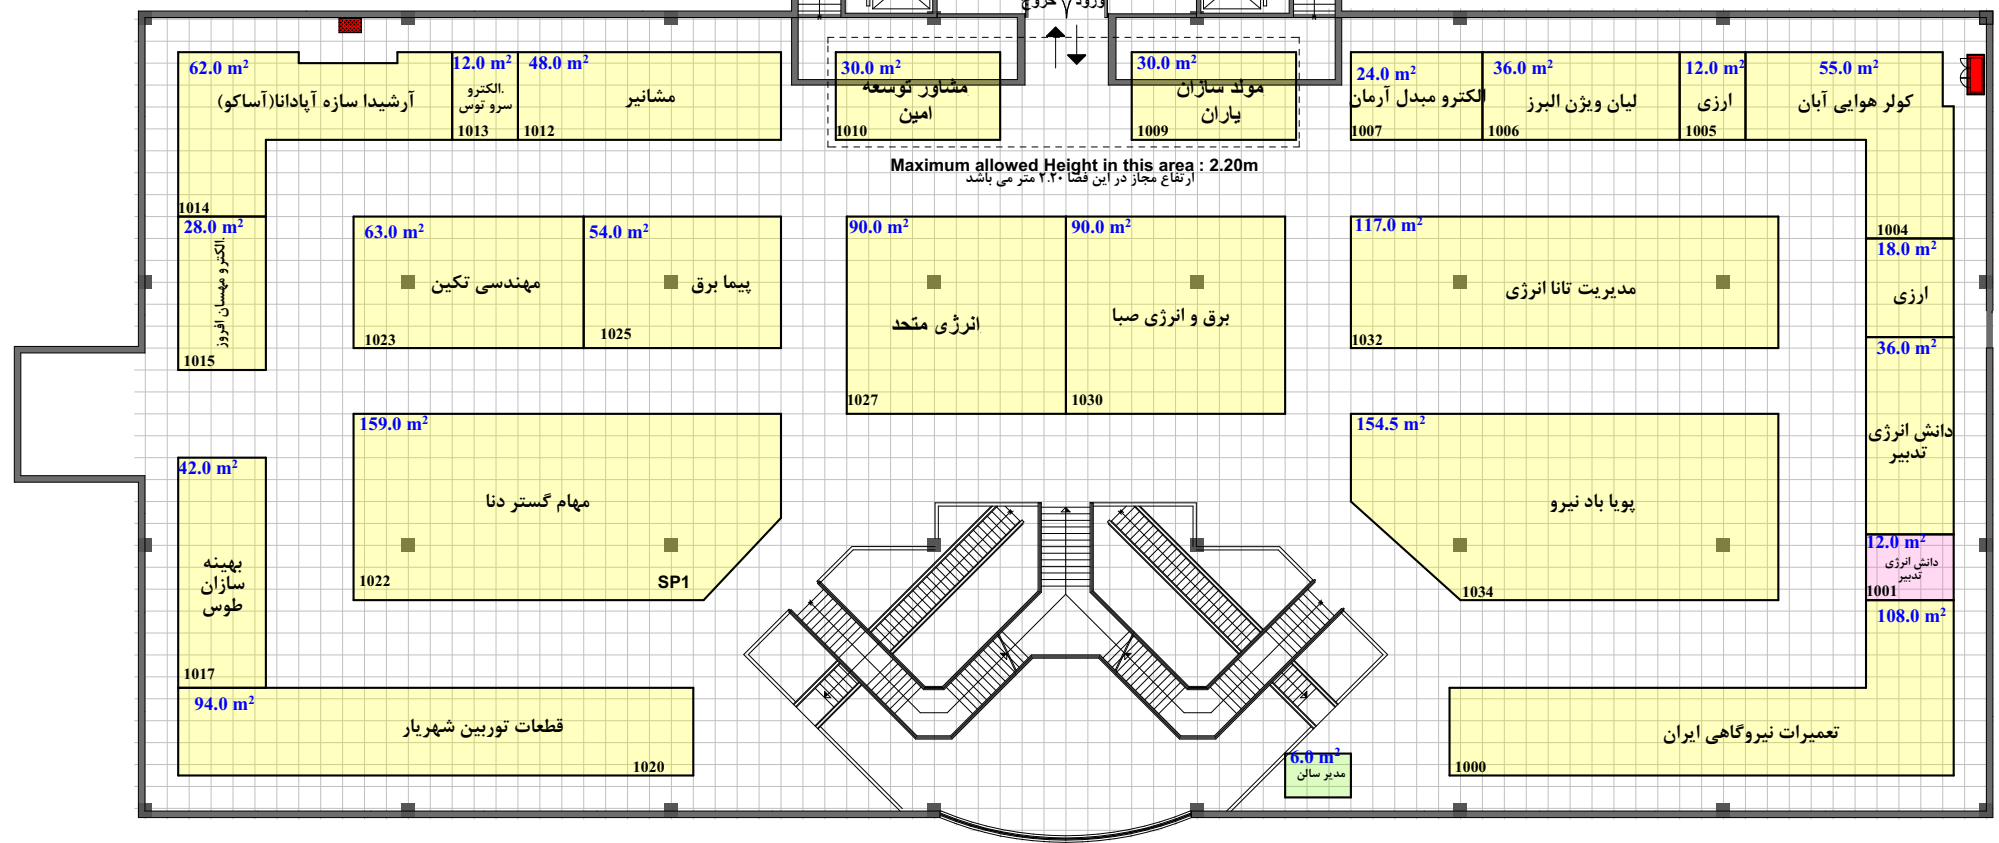 ورود / خروج
62.0 m²
آرشیدا سازه آپادانا(آساکو)
1014
12.0 m²
الکترو.
سرو توس
1013
48.0 m²
مشانیر
1012
30.0 m²
مشاور توسعه
امین
1010
30.0 m²
مولد سازان
یاران
1009
24.0 m²
الکترو مبدل آرمان
1007
36.0 m²
لیان ویژن البرز
1006
12.0 m²
ارزی
1005
55.0 m²
کولر هوایی آبان
1004
Maximum allowed Height in this area : 2.20m
ارتفاع مجاز در این فضا ۲.۲۰ متر می باشد
28.0 m²
الکترو مهسان افروز
1015
63.0 m²
مهندسی تکین
1023
54.0 m²
پیما برق
1025
90.0 m²
انرژی متحد
1027
90.0 m²
برق و انرژی صبا
1030
117.0 m²
مدیریت تانا انرژی
1032
18.0 m²
ارزی
36.0 m²
دانش انرژی
تدبیر
159.0 m²
مهام گستر دنا
1022
SP1
154.5 m²
پویا باد نیرو
1034
42.0 m²
بهینه
سازان
طوس
1017
12.0 m²
دانش انرژی
تدبیر
1001
108.0 m²
تعمیرات نیروگاهی ایران
1000
94.0 m²
قطعات توربین شهریار
1020
6.0 m²
مدیر سالن